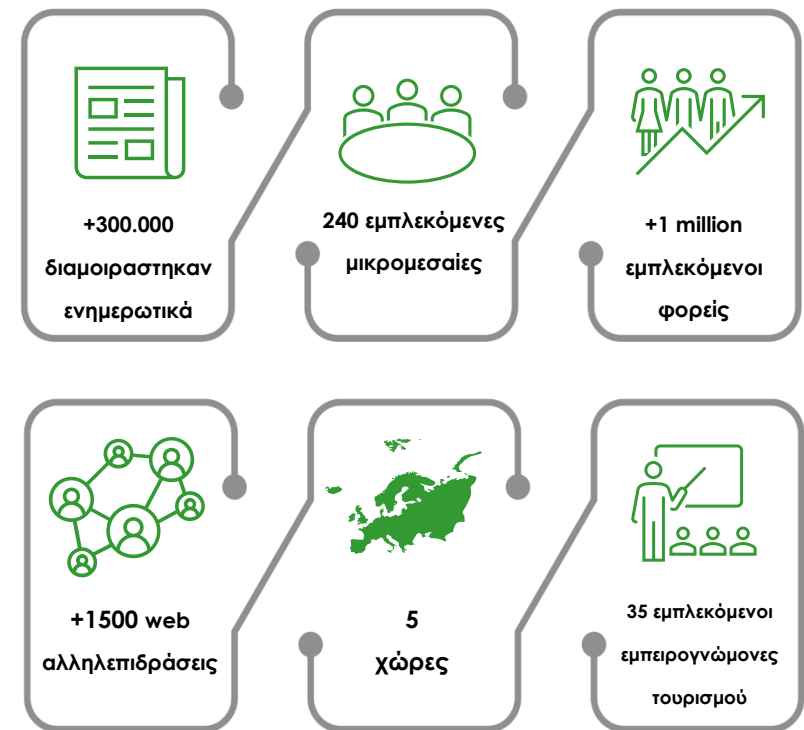 +300.000
διαμοιραστηκαν
ενημερωτικά
240 εμπλεκόμενες
μικρομεσαίες
+1 million
εμπλεκόμενοι
φορείς
+1500 web
αλληλεπιδράσεις
5
χώρες
35 εμπλεκόμενοι
εμπειρογνώμονες
τουρισμού